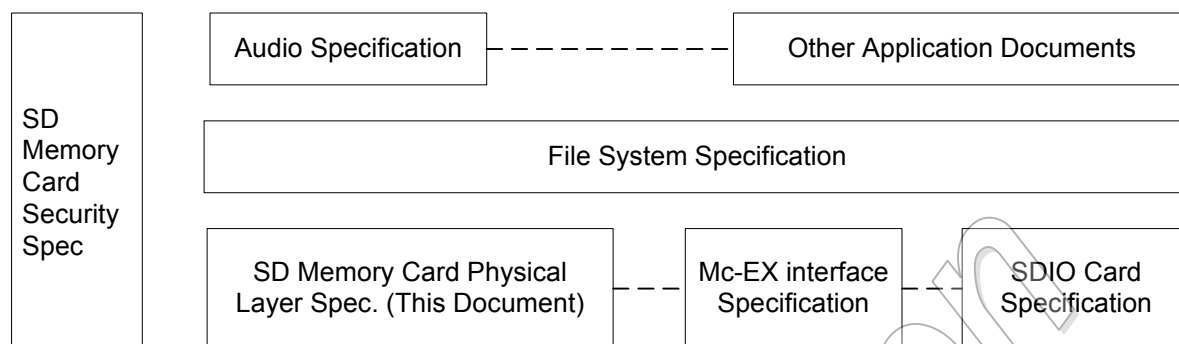 Audio Specification
Other Application Documents
SD
Memory
Card
Security
Spec
File System Specification
SD Memory Card Physical
Layer Spec. (This Document)
Mc-EX interface
Specification
SDIO Card
Specification